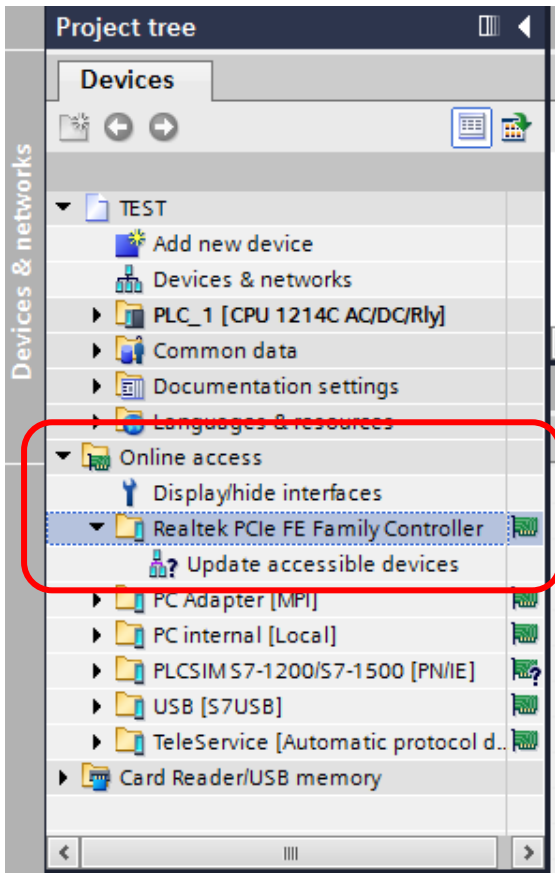 Project tree
Devices
Devices & networks
TEST
Add new device
Devices & networks
PLC_1 [CPU 1214C AC/DC/Rly]
Common data
Documentation settings
Languages & resources
Online access
Display/hide interfaces
Realtek PCIe FE Family Controller
? Update accessible devices
PC Adapter [MPI]
PC internal [Local]
PLCSIM S7-1200/S7-1500 [PN/IE]
?
USB [S7USB]
TeleService [Automatic protocol d..
Card Reader/USB memory